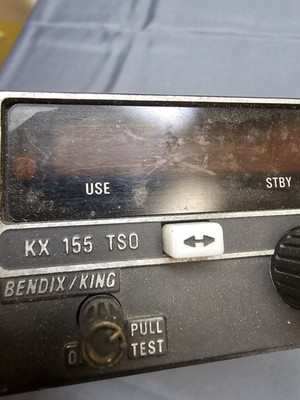 USE STBY
KX 155 TSO
BENDIX/KING
PULL
TEST